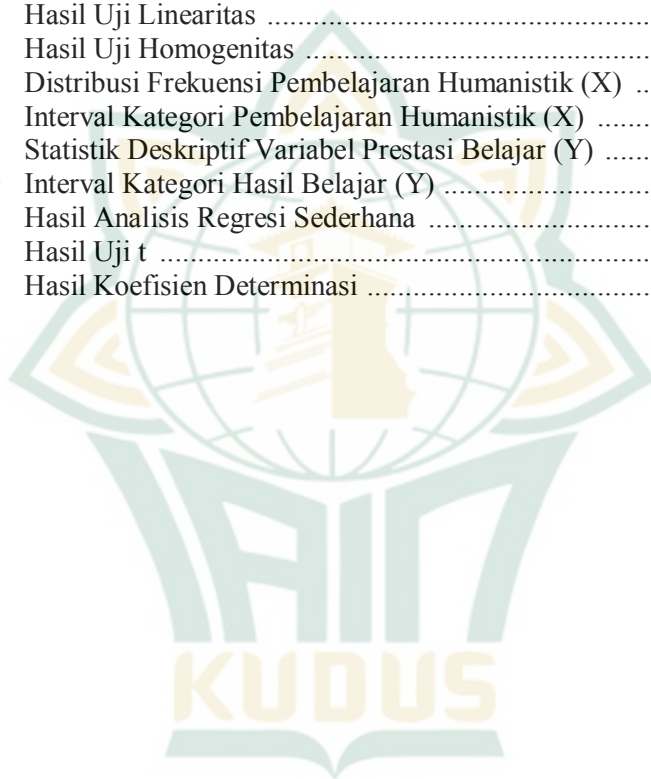 Hasil Uji Linearitas ..........................................................
Hasil Uji Homogenitas ....................................................
Distribusi Frekuensi Pembelajaran Humanistik (X) ..
Interval Kategori Pembelajaran Humanistik (X) .......
Statistik Deskriptif Variabel Prestasi Belajar (Y) ......
Interval Kategori Hasil Belajar (Y) ..............................
Hasil Analisis Regresi Sederhana ................................
Hasil Uji t ......................................................................
Hasil Koefisien Determinasi .........................................
IAIN
KUDUS